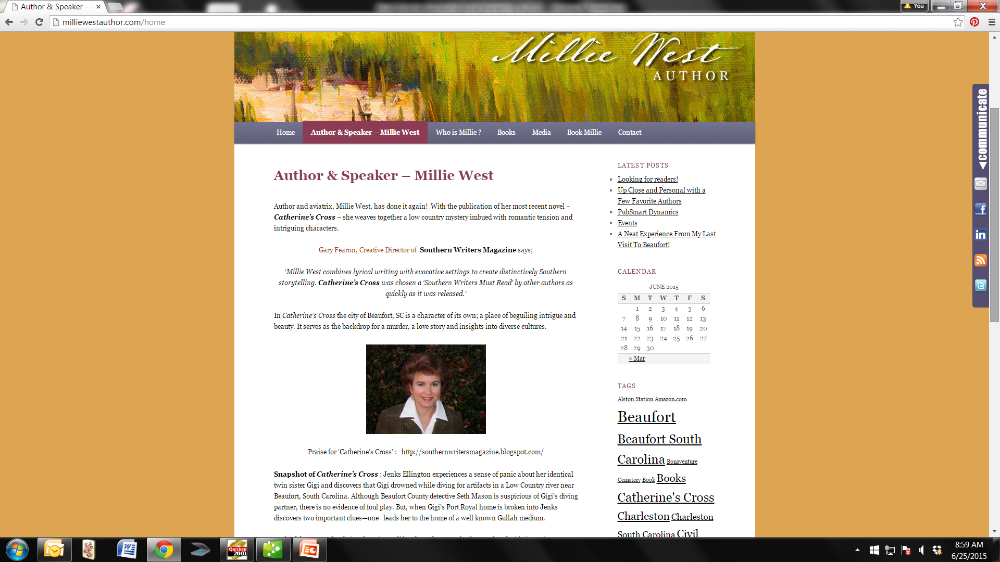 Author & Speaker –
You
milliewestauthor.com/home
Millie West
AUTHOR
Home Author & Speaker – Millie West Who is Millie ? Books Media Book Millie Contact
communicate
Author & Speaker – Millie West
Author and aviatrix, Millie West, has done it again!  With the publication of her most recent novel –
Catherine’s Cross – she weaves together a low country mystery imbued with romantic tension and
intriguing characters.
Gary Fearon, Creative Director of  Southern Writers Magazine says;
‘Millie West combines lyrical writing with evocative settings to create distinctively Southern
storytelling. Catherine’s Cross was chosen a ‘Southern Writers Must Read’ by other authors as
quickly as it was released.’
In Catherine’s Cross the city of Beaufort, SC is a character of its own; a place of beguiling intrigue and
beauty. It serves as the backdrop for a murder, a love story and insights into diverse cultures.
Praise for ‘Catherine’s Cross’ :   http://southernwritersmagazine.blogspot.com/
Snapshot of Catherine’s Cross : Jenks Ellington experiences a sense of panic about her identical
twin sister Gigi and discovers that Gigi drowned while diving for artifacts in a Low Country river near
Beaufort, South Carolina. Although Beaufort County detective Seth Mason is suspicious of Gigi’s diving
partner, there is no evidence of foul play. But, when Gigi’s Port Royal home is broken into Jenks
discovers two important clues—one   leads her to the home of a well known Gullah medium.
LATEST POSTS
Looking for readers!
Up Close and Personal with a
Few Favorite Authors
PubSmart Dynamics
Events
A Neat Experience From My Last
Visit To Beaufort!
CALENDAR
JUNE 2015
S M T W T F S
1 2 3 4 5 6
7 8 9 10 11 12 13
14 15 16 17 18 19 20
21 22 23 24 25 26 27
28 29 30
« Mar
TAGS
Alston Station Amazon.com
Beaufort
Beaufort South
Carolina Bonaventure
Cemetery Book Books
Catherine's Cross
Charleston Charleston
South Carolina Civil
Quicken
2001
8:59 AM
6/25/2015